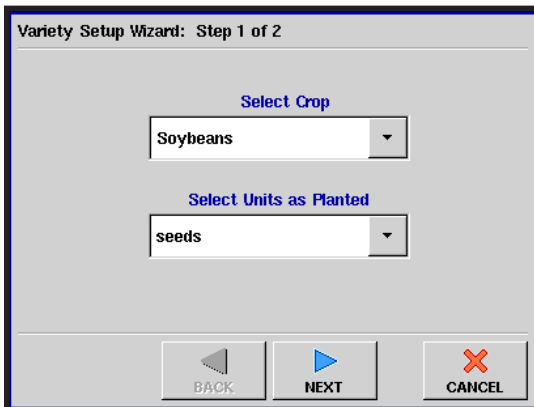 Variety Setup Wizard: Step 1 of 2
Select Crop
Soybeans
Select Units as Planted
seeds
BACK NEXT CANCEL